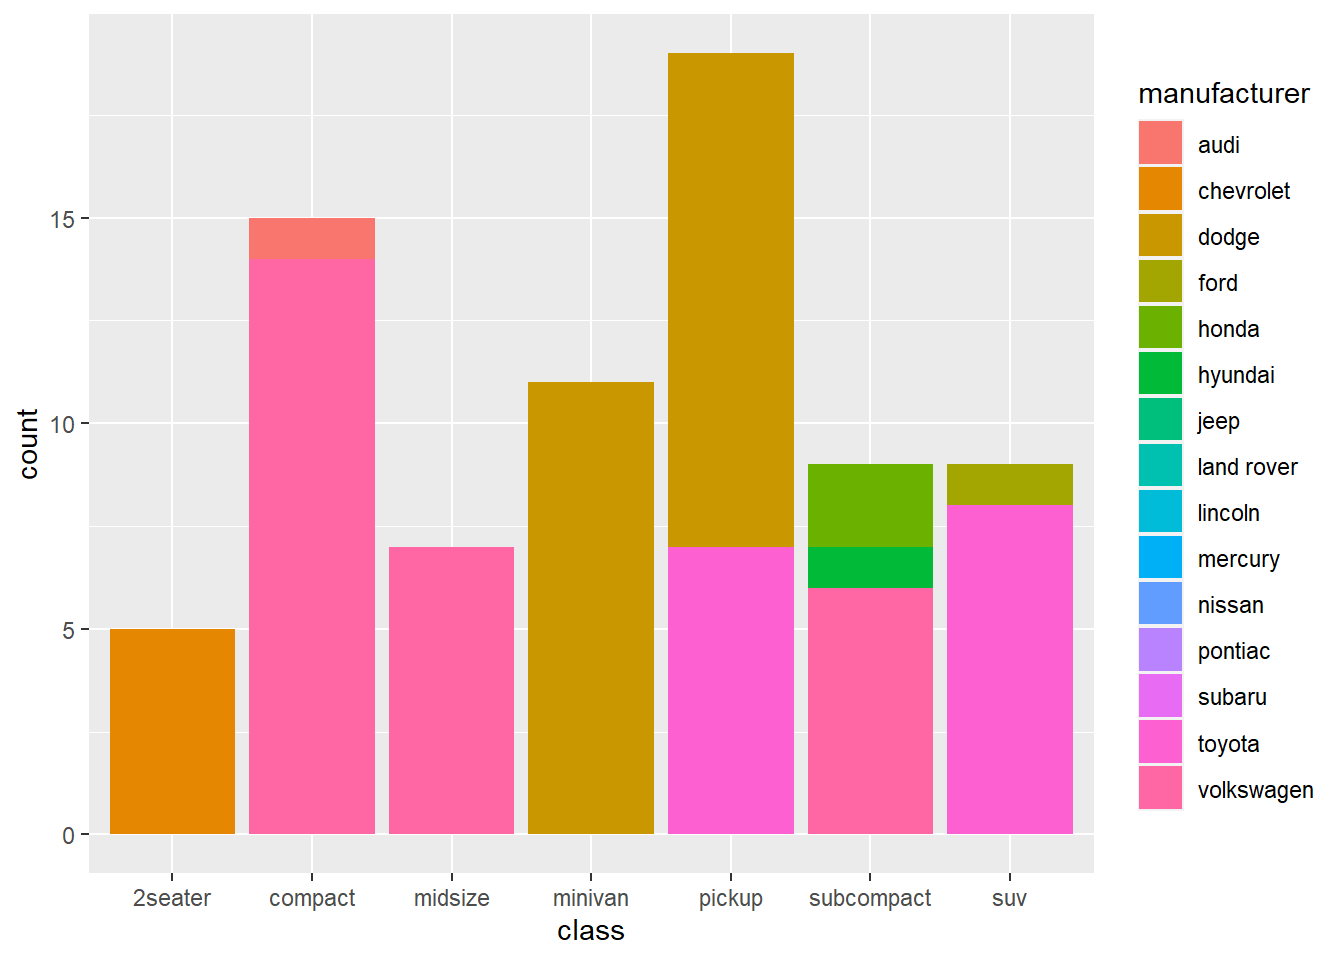 manufacturer
audi
chevrolet
dodge
ford
honda
hyundai
jeep
land rover
lincoln
mercury
nissan
pontiac
subaru
toyota
volkswagen
15
10
5
0
count
2seater compact midsize minivan pickup subcompact suv
class